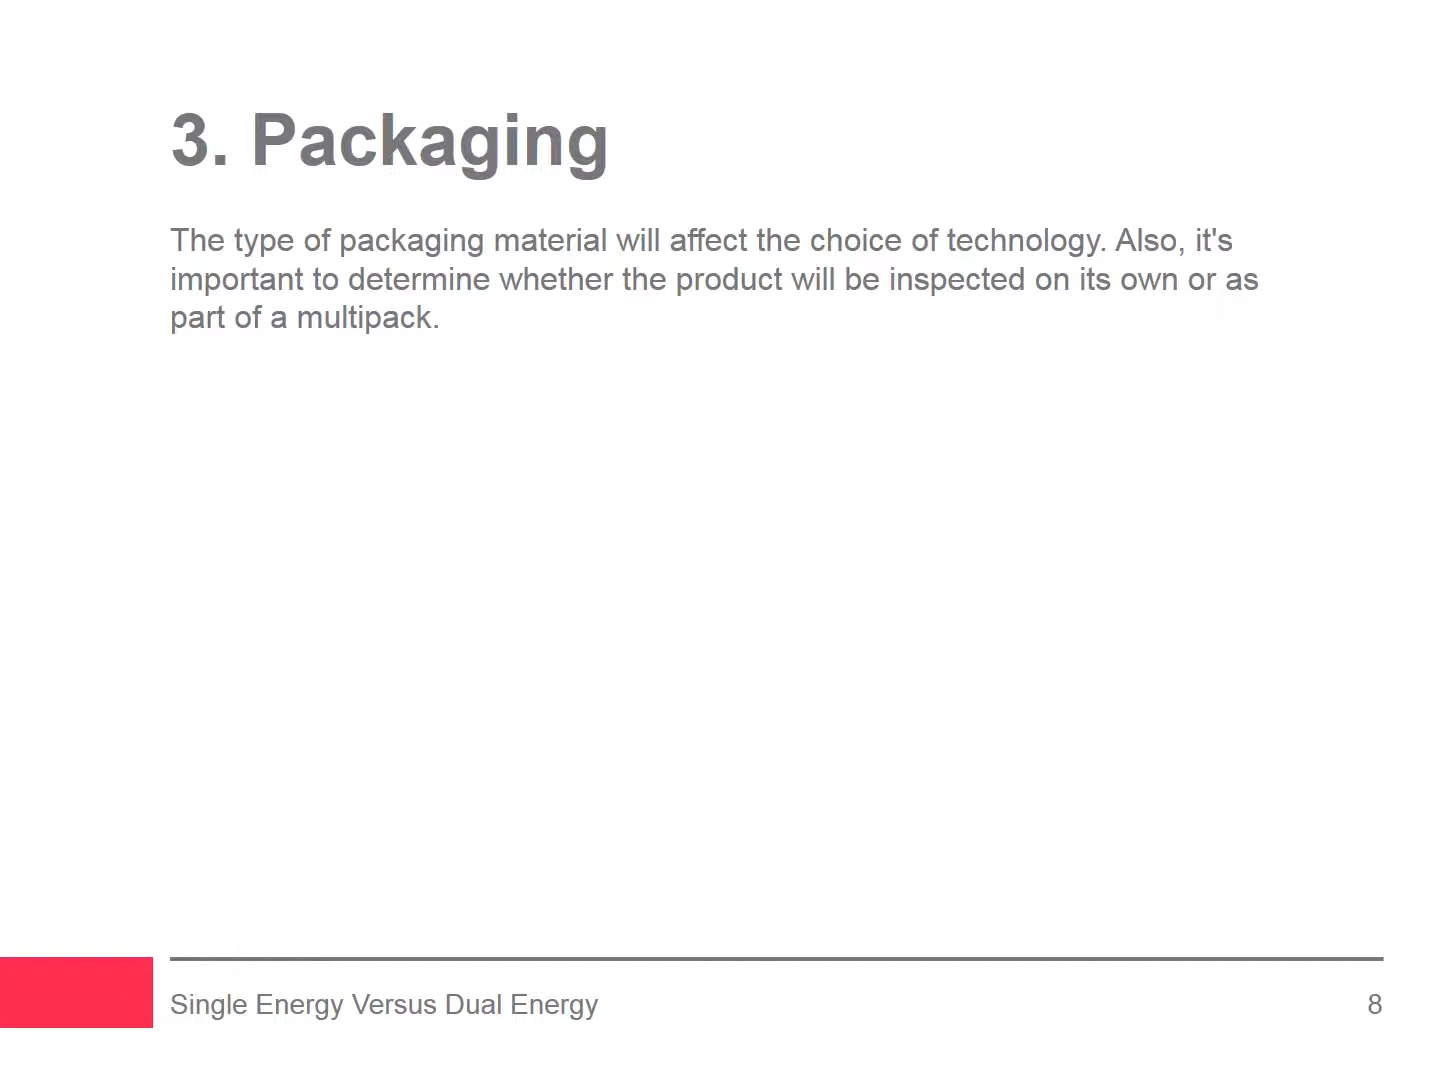 3. Packaging
The type of packaging material will affect the choice of technology. Also, it's
important to determine whether the product will be inspected on its own or as
part of a multipack.
Single Energy Versus Dual Energy
8